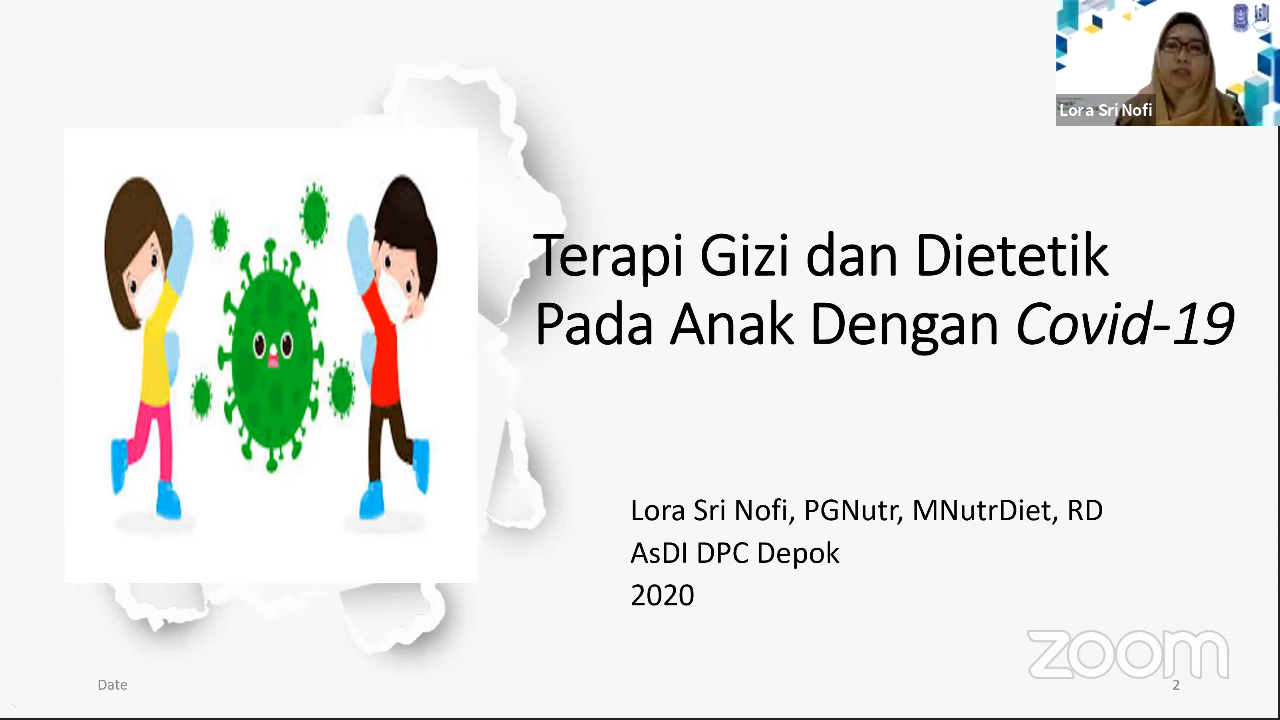 Lora Sri Nofi
Terapi Gizi dan Dietetik
Pada Anak Dengan Covid-19
Lora Sri Nofi, PGNutr, MNutrDiet, RD
AsDI DPC Depok
2020
zoom
Date
2